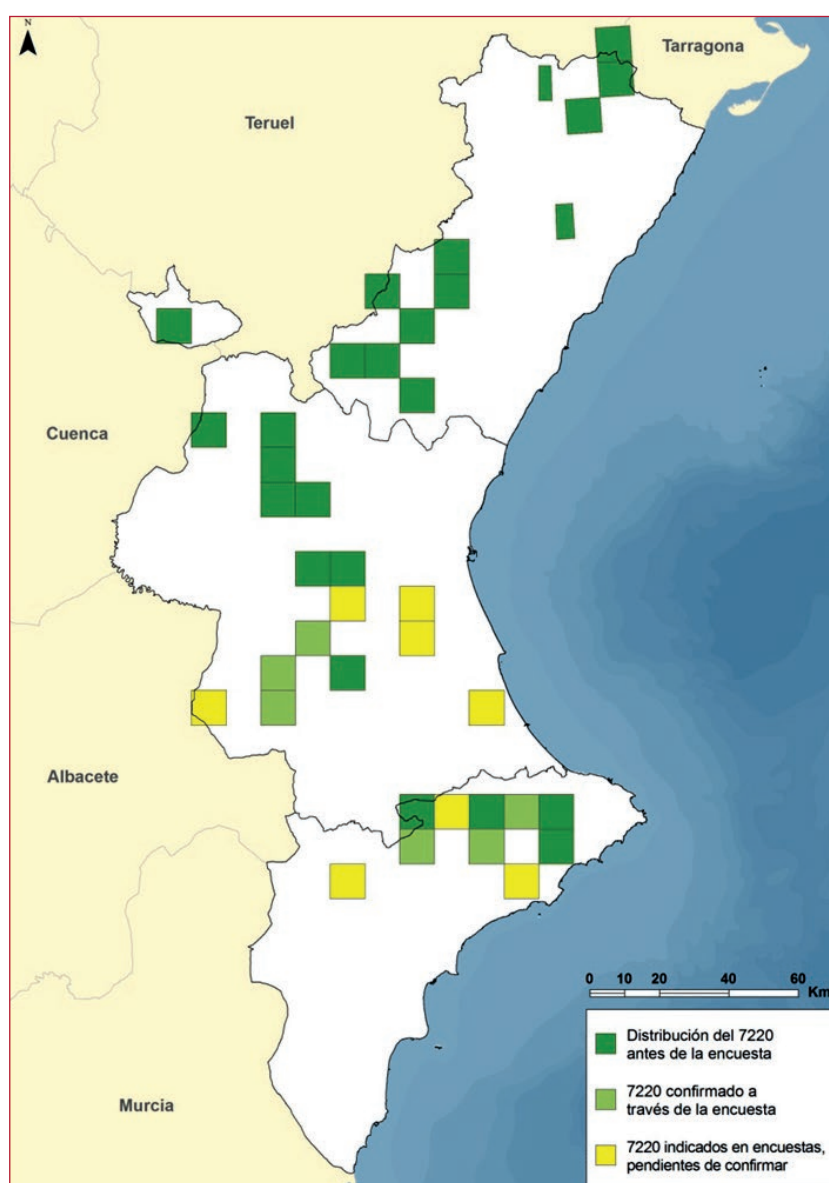 N
Tarragona
Teruel
Cuenca
Albacete
Murcia
0 10 20 40 60
Km
Distribución del 7220
antes de la encuesta
7220 confirmado a
través de la encuesta
7220 indicados en encuestas,
pendientes de confirmar